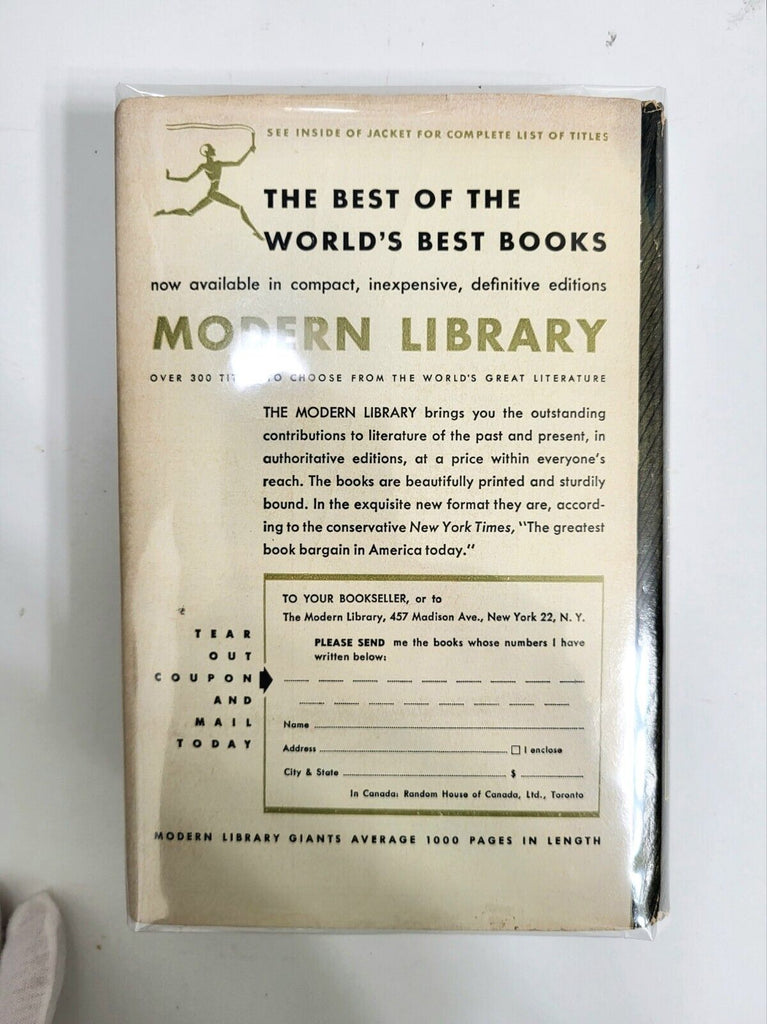 SEE INSIDE OF JACKET FOR COMPLETE LIST OF TITLES
THE BEST OF THE
WORLD'S BEST BOOKS
now available in compact, inexpensive, definitive editions
MODERN LIBRARY
OVER 300 TITLES TO CHOOSE FROM THE WORLD'S GREAT LITERATURE
THE MODERN LIBRARY brings you the outstanding
contributions to literature of the past and present, in
authoritative editions, at a price within everyone's
reach. The books are beautifully printed and sturdily
bound. In the exquisite new format they are, accord-
ing to the conservative New York Times, "The greatest
book bargain in America today."
TO YOUR BOOKSELLER, or to
The Modern Library, 457 Madison Ave., New York 22, N. Y.
PLEASE SEND me the books whose numbers I have
written below:
TEAR
OUT
COUPON
AND
MAIL
TODAY
Name
Address I enclose
City & State $
In Canada: Random House of Canada, Ltd., Toronto
MODERN LIBRARY GIANTS AVERAGE 1000 PAGES IN LENGTH